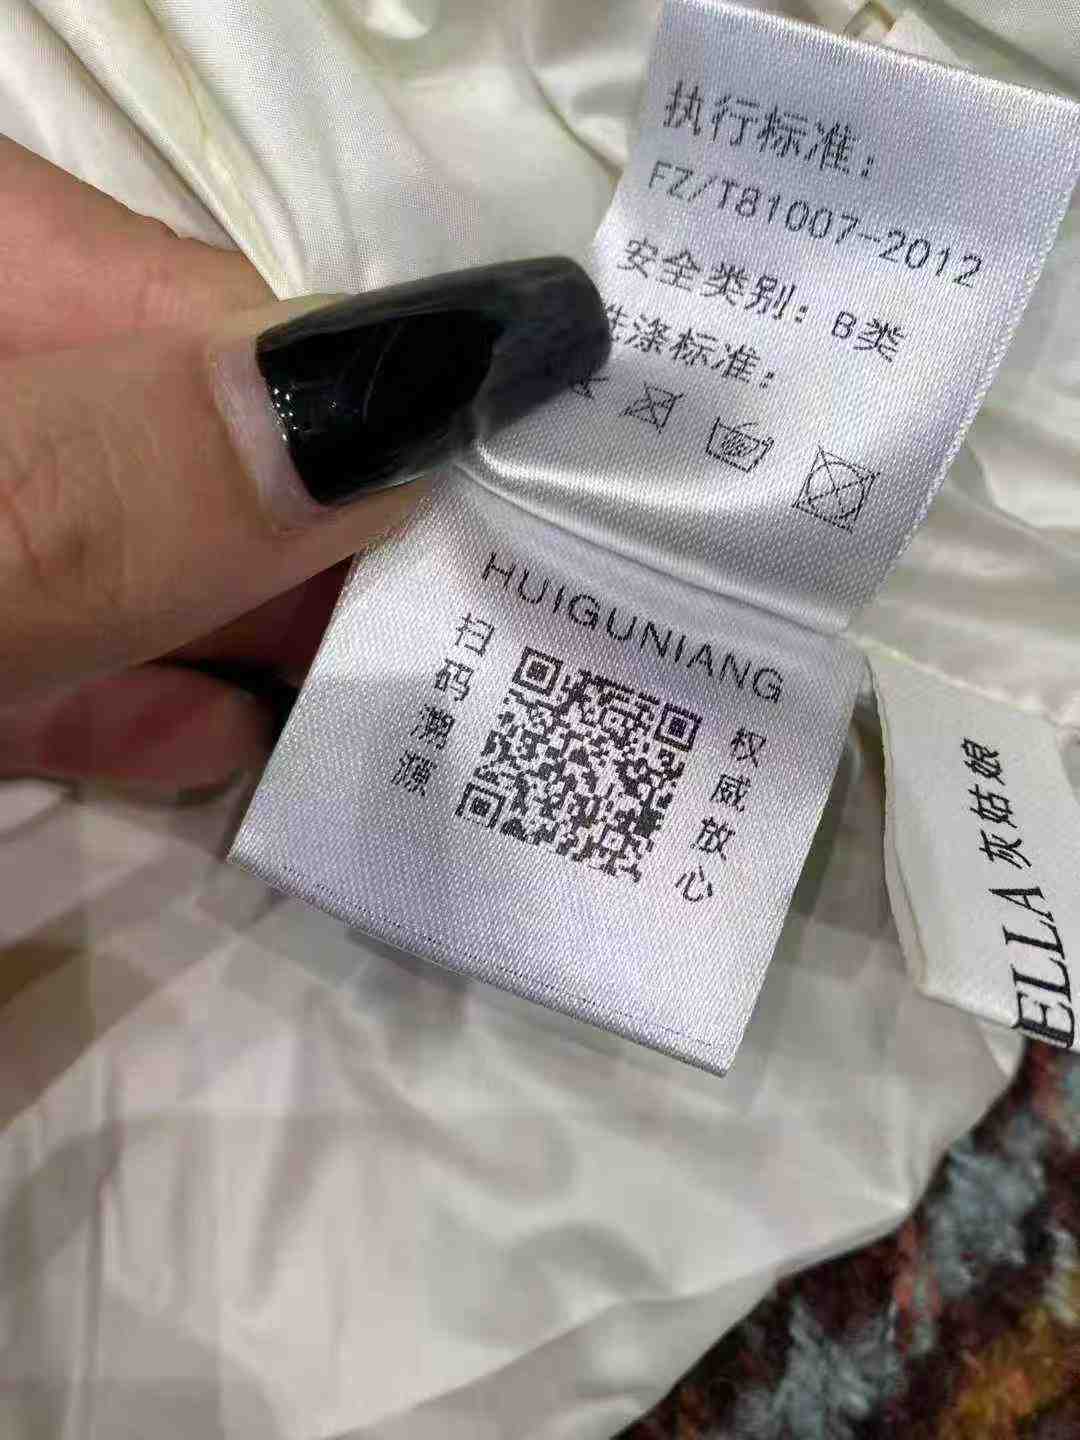 执行标准：
FZ/T81007-2012
安全类别：B类
洗涤标准：
HUIGUNIANG
扫码溯源
权威放心
ELLA 灰姑娘